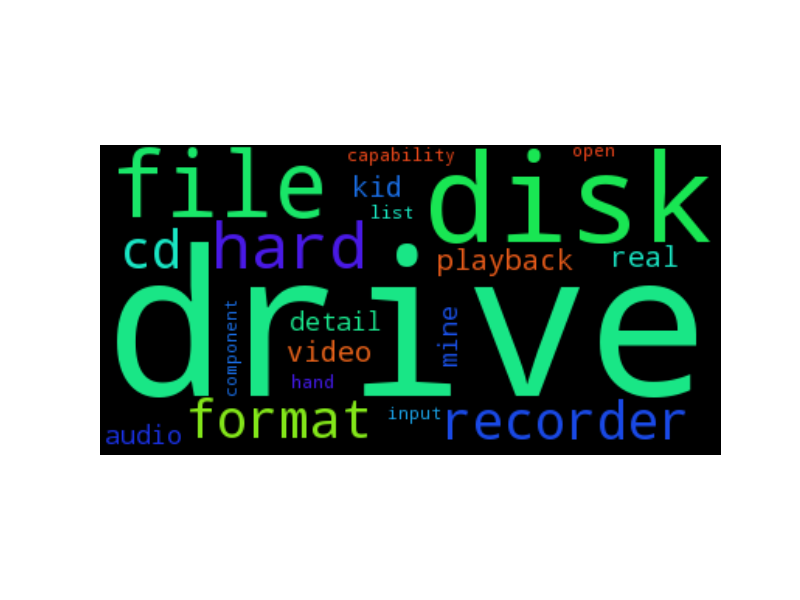 capability
open
file
kid
disk
list
cd
hard
playback
real
drive
component
detail
mine
video
hand
format
input
recorder
audio